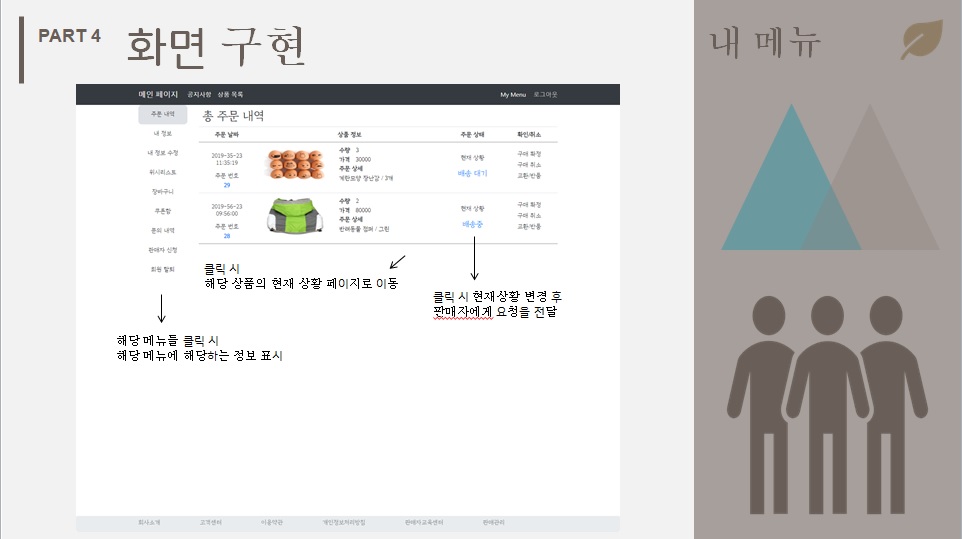 PART 4
화면 구현
내 메뉴
메인 페이지 공지사항 상품 목록 My Menu 로그아웃
주문 내역
내 정보
내 정보 수정
위시리스트
장바구니
쿠폰함
문의 내역
판매자 신청
회원 탈퇴
총 주문 내역
주문 날짜 상품 정보 주문 상태 확인/취소
2019-35-23
11:35:19
주문 번호
29
수량 3
가격 30000
주문 상세
계란모양 장난감 / 3개
현재 상황
배송 대기
구매 확정
구매 취소
교환/반품
2019-56-23
09:56:00
주문 번호
28
수량 2
가격 80000
주문 상세
반려동물 점퍼 / 그린
현재 상황
배송중
구매 확정
구매 취소
교환/반품
클릭 시
해당 상품의 현재 상황 페이지로 이동
클릭 시 현재상황 변경 후
판매자에게 요청을 전달
해당 메뉴들 클릭 시
해당 메뉴에 해당하는 정보 표시
회사소개 고객센터 이용약관 개인정보처리방침 판매자교육센터 판매관리